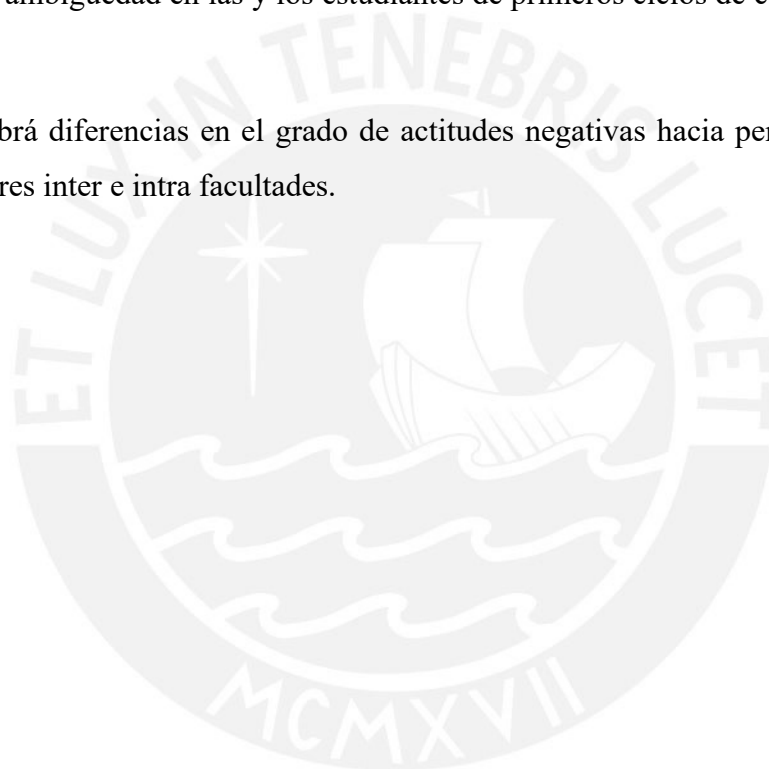 ambigüedad en las y los estudiantes de primeros ciclos de
brá diferencias en el grado de actitudes negativas hacia
res inter e intra facultades.
ET LUX IN TENEBRIS LUCET
MCMXVII